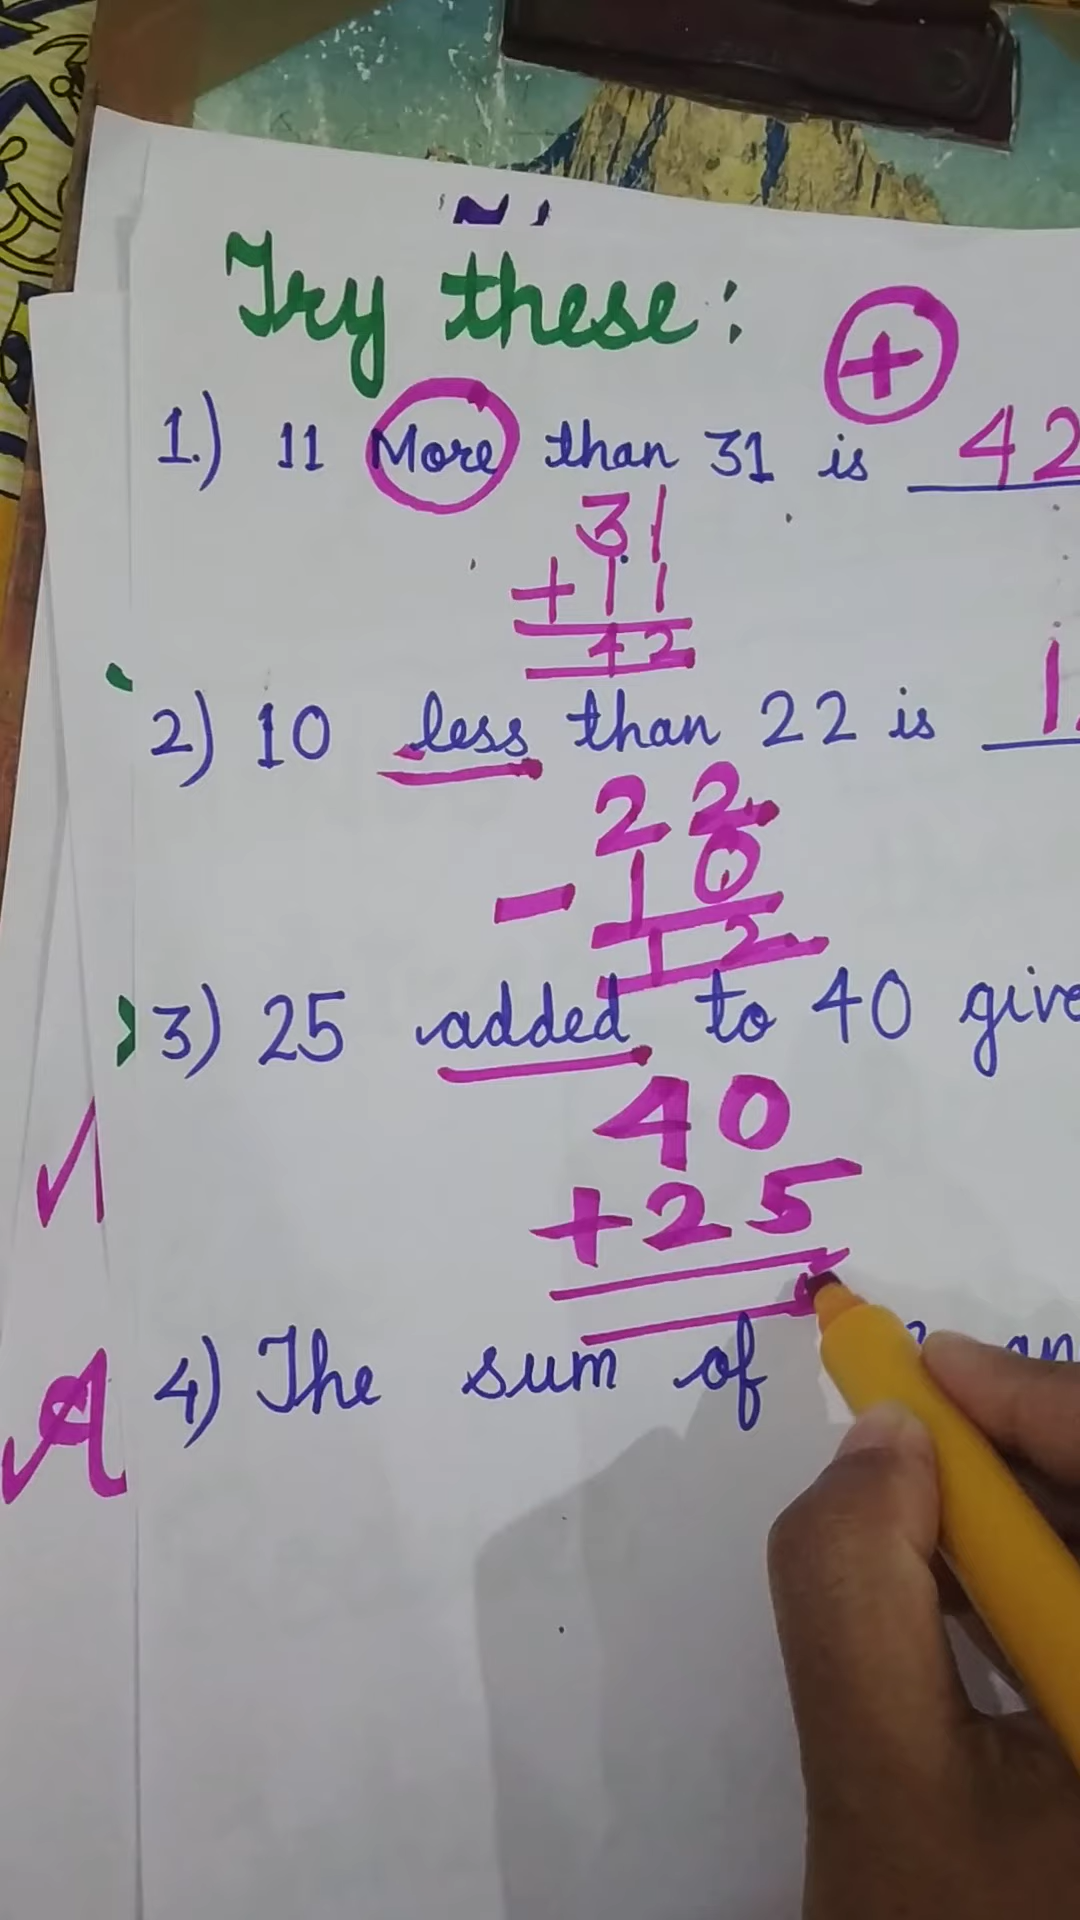 Try these:
+
1.) 11 More than 31 is 42
31
+ 11
42
2) 10 less than 22 is
22
- 10
12
3) 25 added to 40
40
+ 25
4) The sum of
A